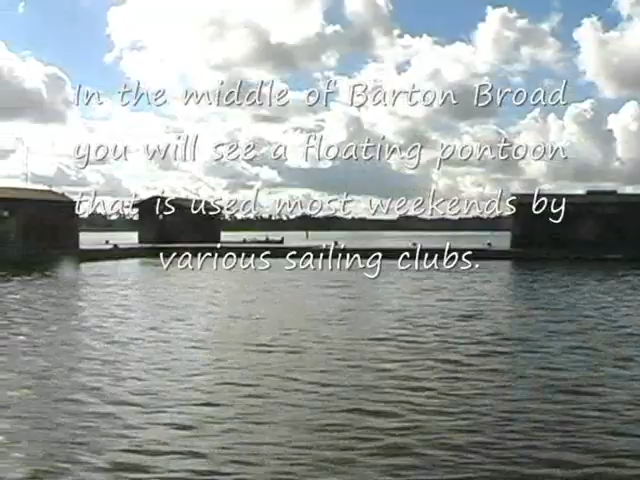 In the middle of Barton Broad
you will see a floating pontoon
that is used most weekends by
various sailing clubs.